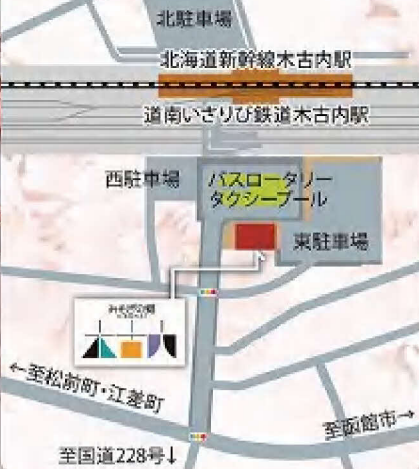 北駐車場
北海道新幹線木古内駅
道南いさりび鉄道木古内駅
西駐車場
バスロータリー
タクシープール
東駐車場
みそぎの郷
←至松前町・江差町
至函館市→
至国道228号↓